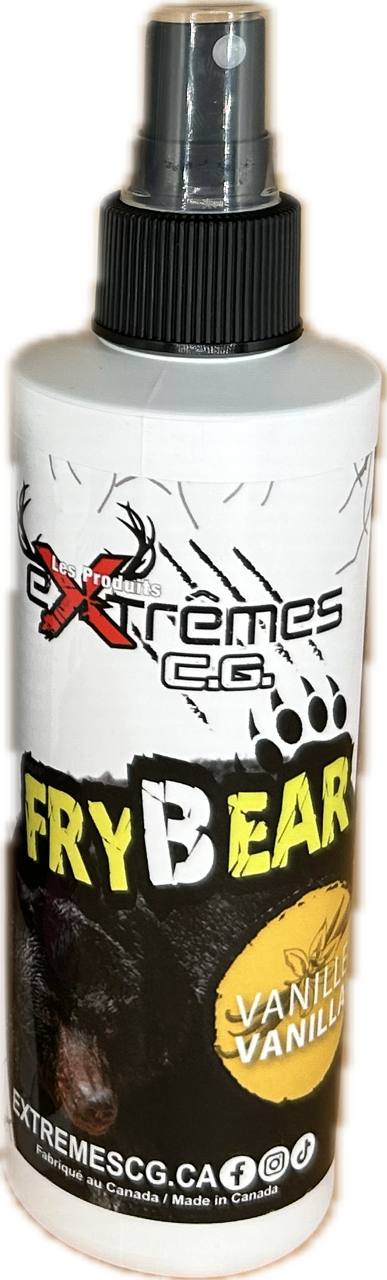 Les Produits
eXtrêmes
C.G.
FRYBEAR
VANILLE
VANILLA
EXTREMESCG.CA
Fabriqué au Canada / Made in Canada